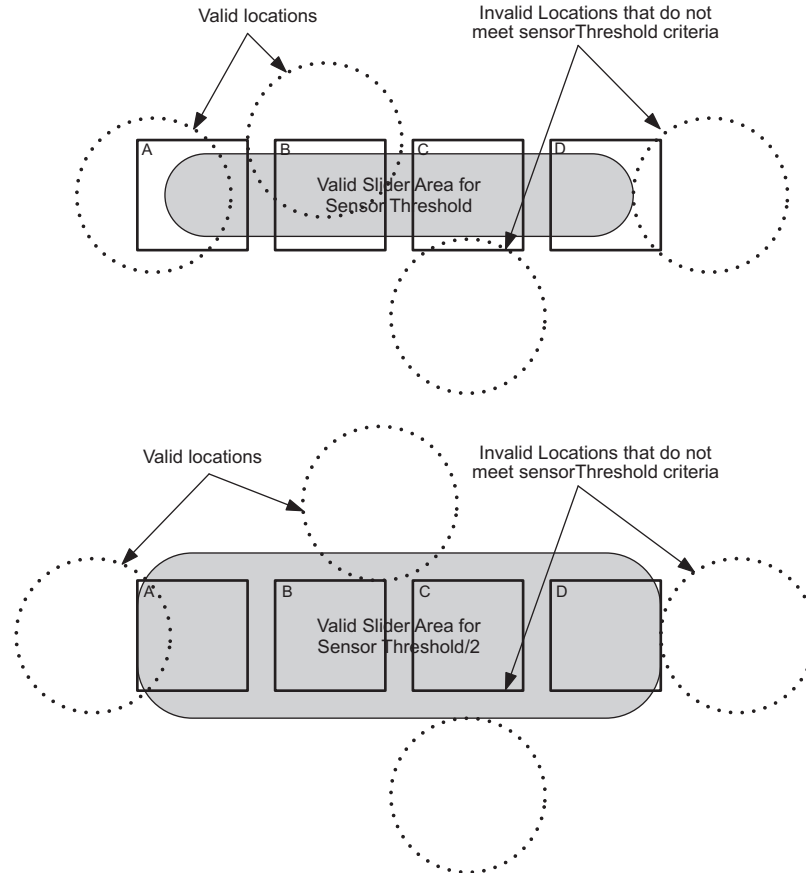 Valid locations
Invalid Locations that do not
meet sensorThreshold criteria
A
B
C
D
Valid Slider Area for
Sensor Threshold
Valid locations
Invalid Locations that do not
meet sensorThreshold criteria
A
B
C
D
Valid Slider Area for
Sensor Threshold/2